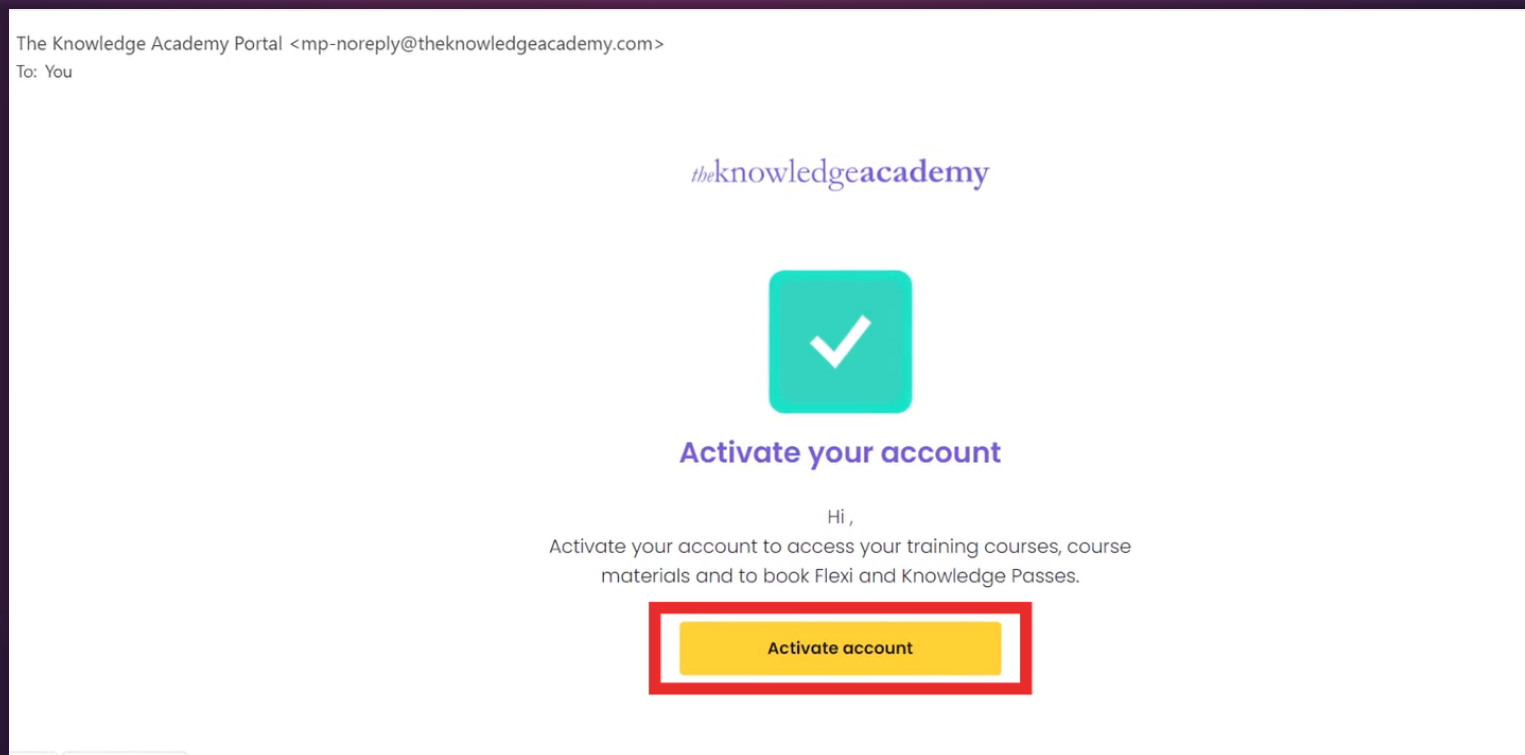 The Knowledge Academy Portal <mp-noreply@theknowledgeacademy.com>
To: You
theknowledgeacademy
Activate your account
Hi ,
Activate your account to access your training courses, course
materials and to book Flexi and Knowledge Passes.
Activate account